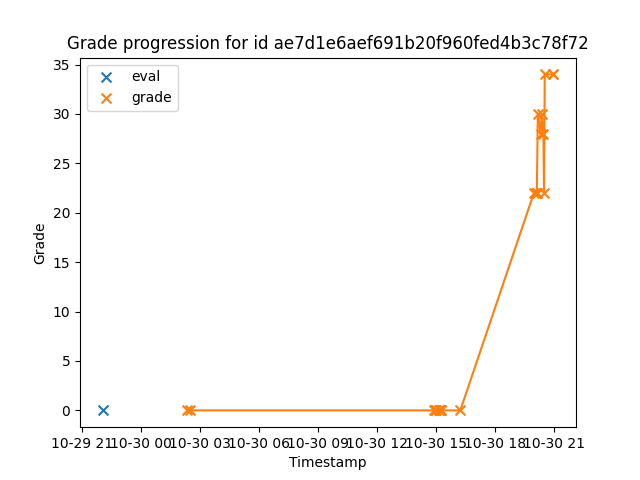 Grade progression for id ae7d1e6aef691b20f960fed4b3c78f72
eval
grade
35
30
25
20
15
10
5
0
Grade
10-29 21 10-30 00 10-30 03 10-30 06 10-30 09 10-30 12 10-30 15 10-30 18 10-30 21
Timestamp